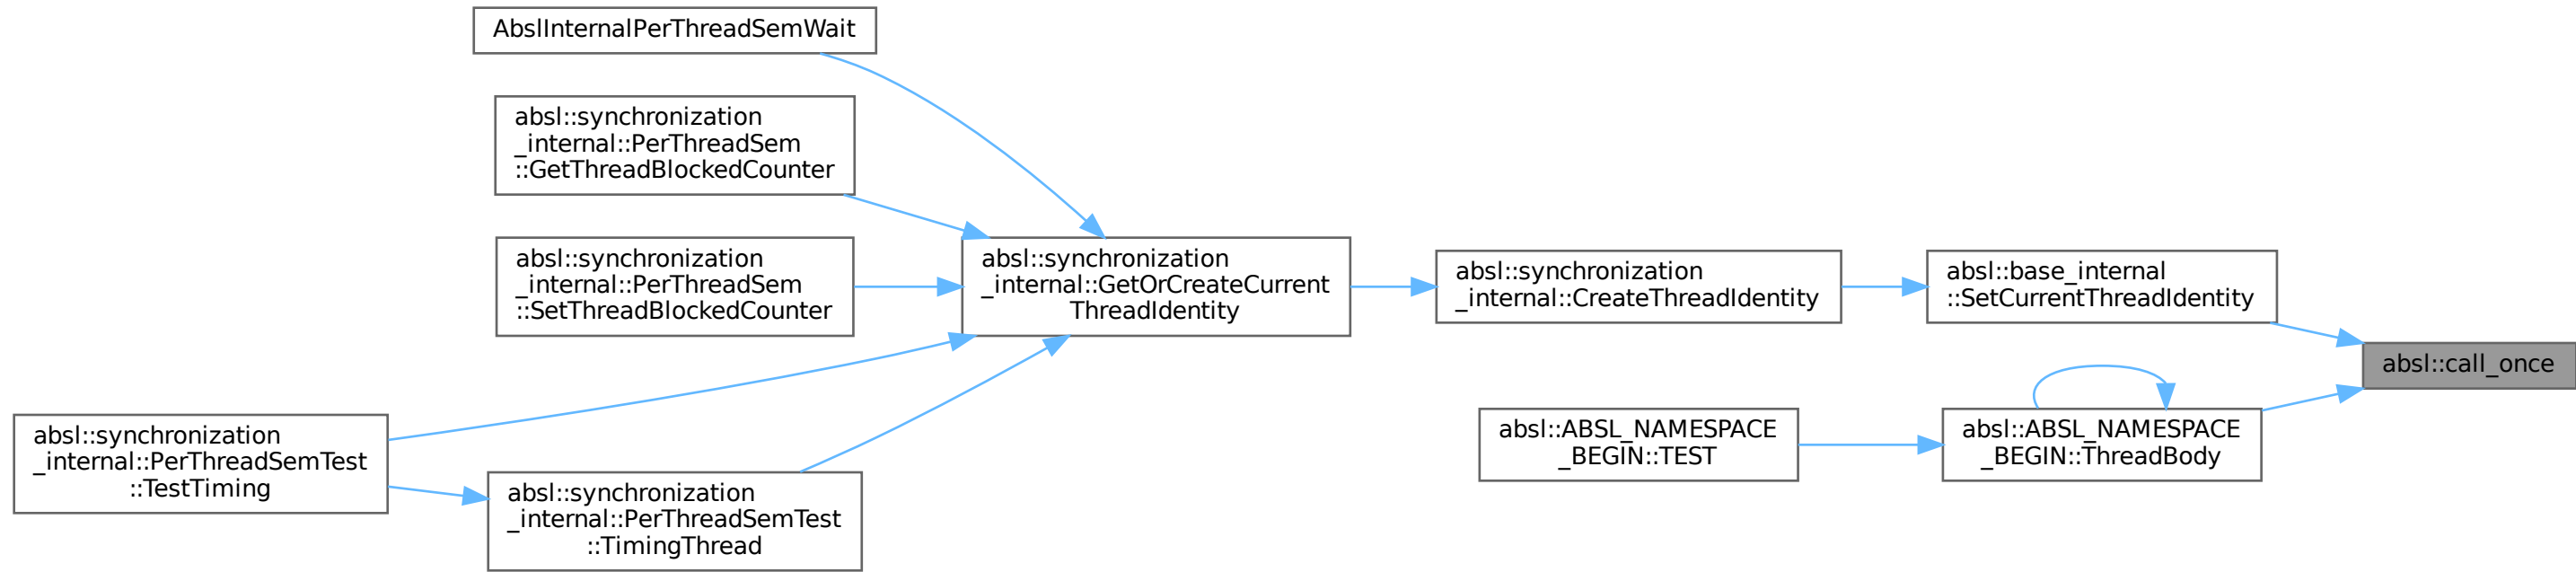 AbslInternalPerThreadSemWait
absl::synchronization
_internal::PerThreadSem
::GetThreadBlockedCounter
absl::synchronization
_internal::PerThreadSem
::SetThreadBlockedCounter
absl::synchronization
_internal::GetOrCreateCurrent
ThreadIdentity
absl::synchronization
_internal::CreateThreadIdentity
absl::base_internal
::SetCurrentThreadIdentity
absl::call_once
absl::synchronization
_internal::PerThreadSemTest
::TestTiming
absl::synchronization
_internal::PerThreadSemTest
::TimingThread
absl::ABSL_NAMESPACE
_BEGIN::TEST
absl::ABSL_NAMESPACE
_BEGIN::ThreadBody